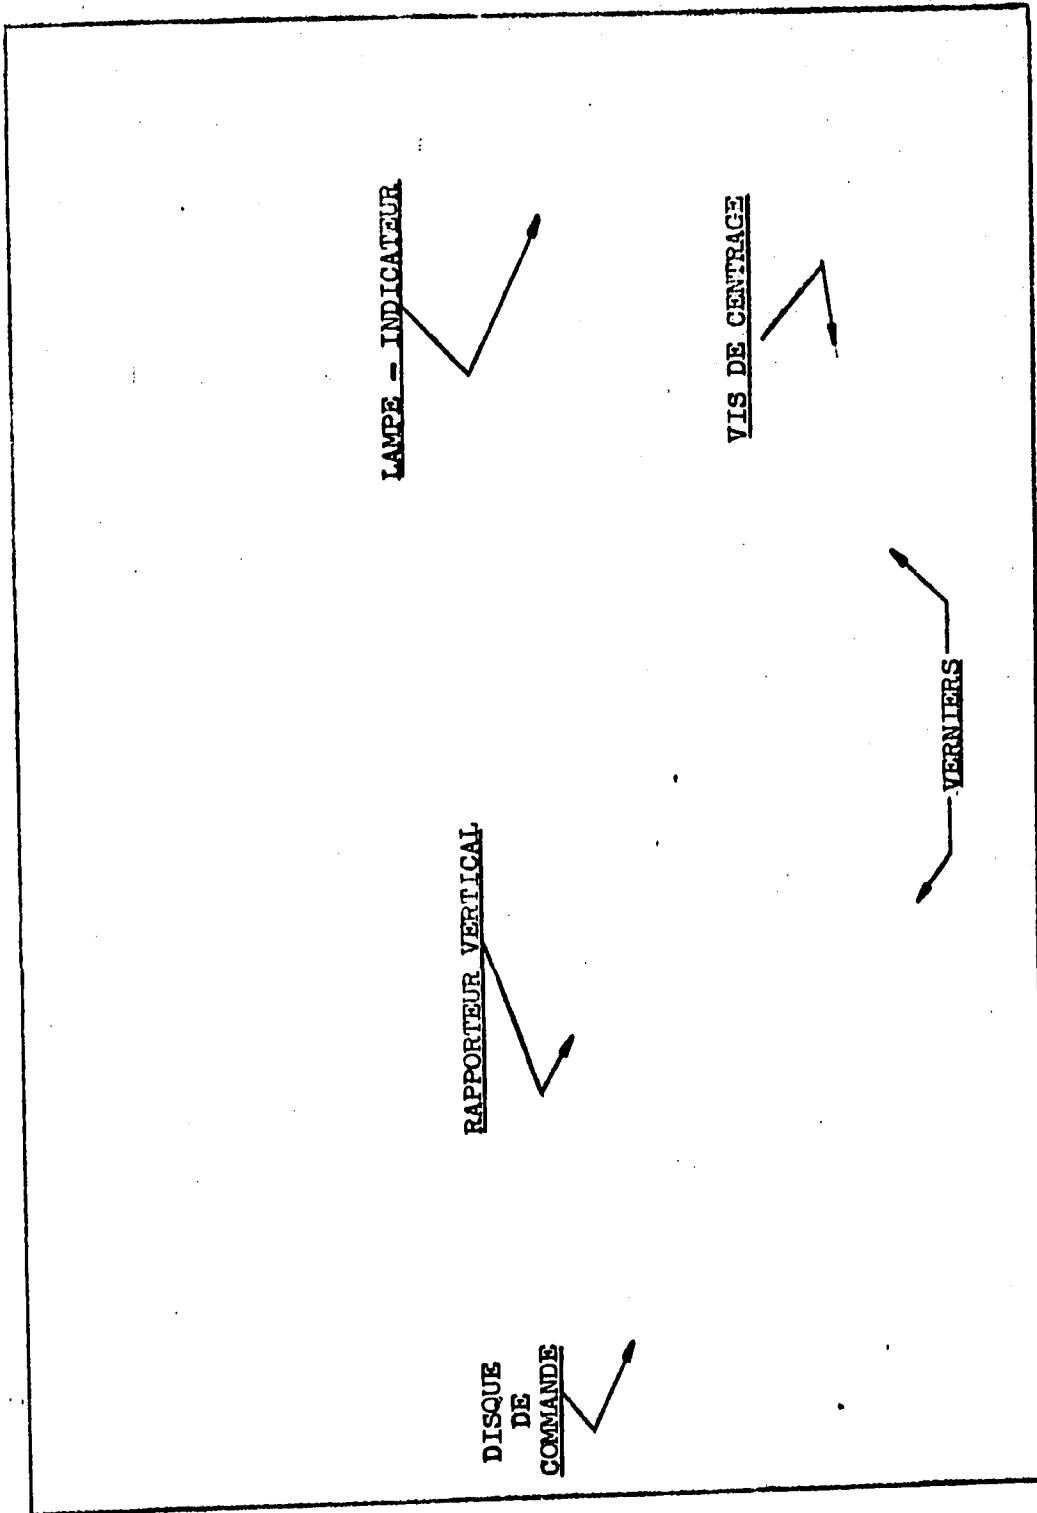 LAMPE - INDICATEUR
VIS DE CENTRAGE
RAPPORTEUR VERTICAL
VERNIERS
DISQUE
DE
COMMANDE